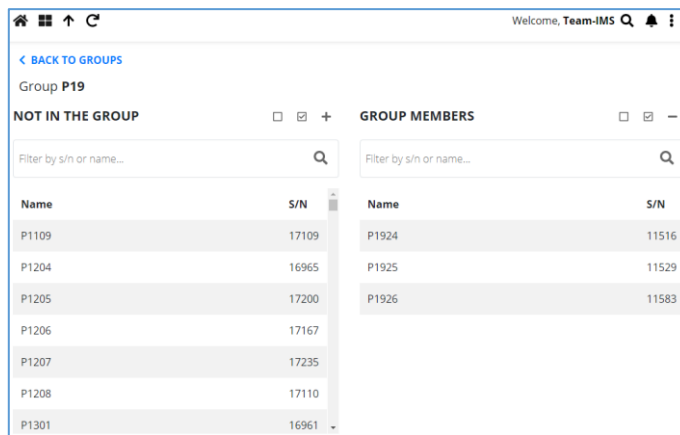 Welcome, Team-IMS
BACK TO GROUPS
Group P19
NOT IN THE GROUP
Filter by s/n or name...
Name S/N
P1109 17109
P1204 16965
P1205 17200
P1206 17167
P1207 17235
P1208 17110
P1301 16961
GROUP MEMBERS
Filter by s/n or name...
Name S/N
P1924 11516
P1925 11529
P1926 11583